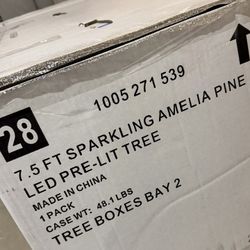 28
1005 271 539
7.5 FT SPARKLING AMELIA PINE
LED PRE-LIT TREE
MADE IN CHINA
1 PACK
CASE WT: 48.1 LBS
TREE BOXES BAY 2